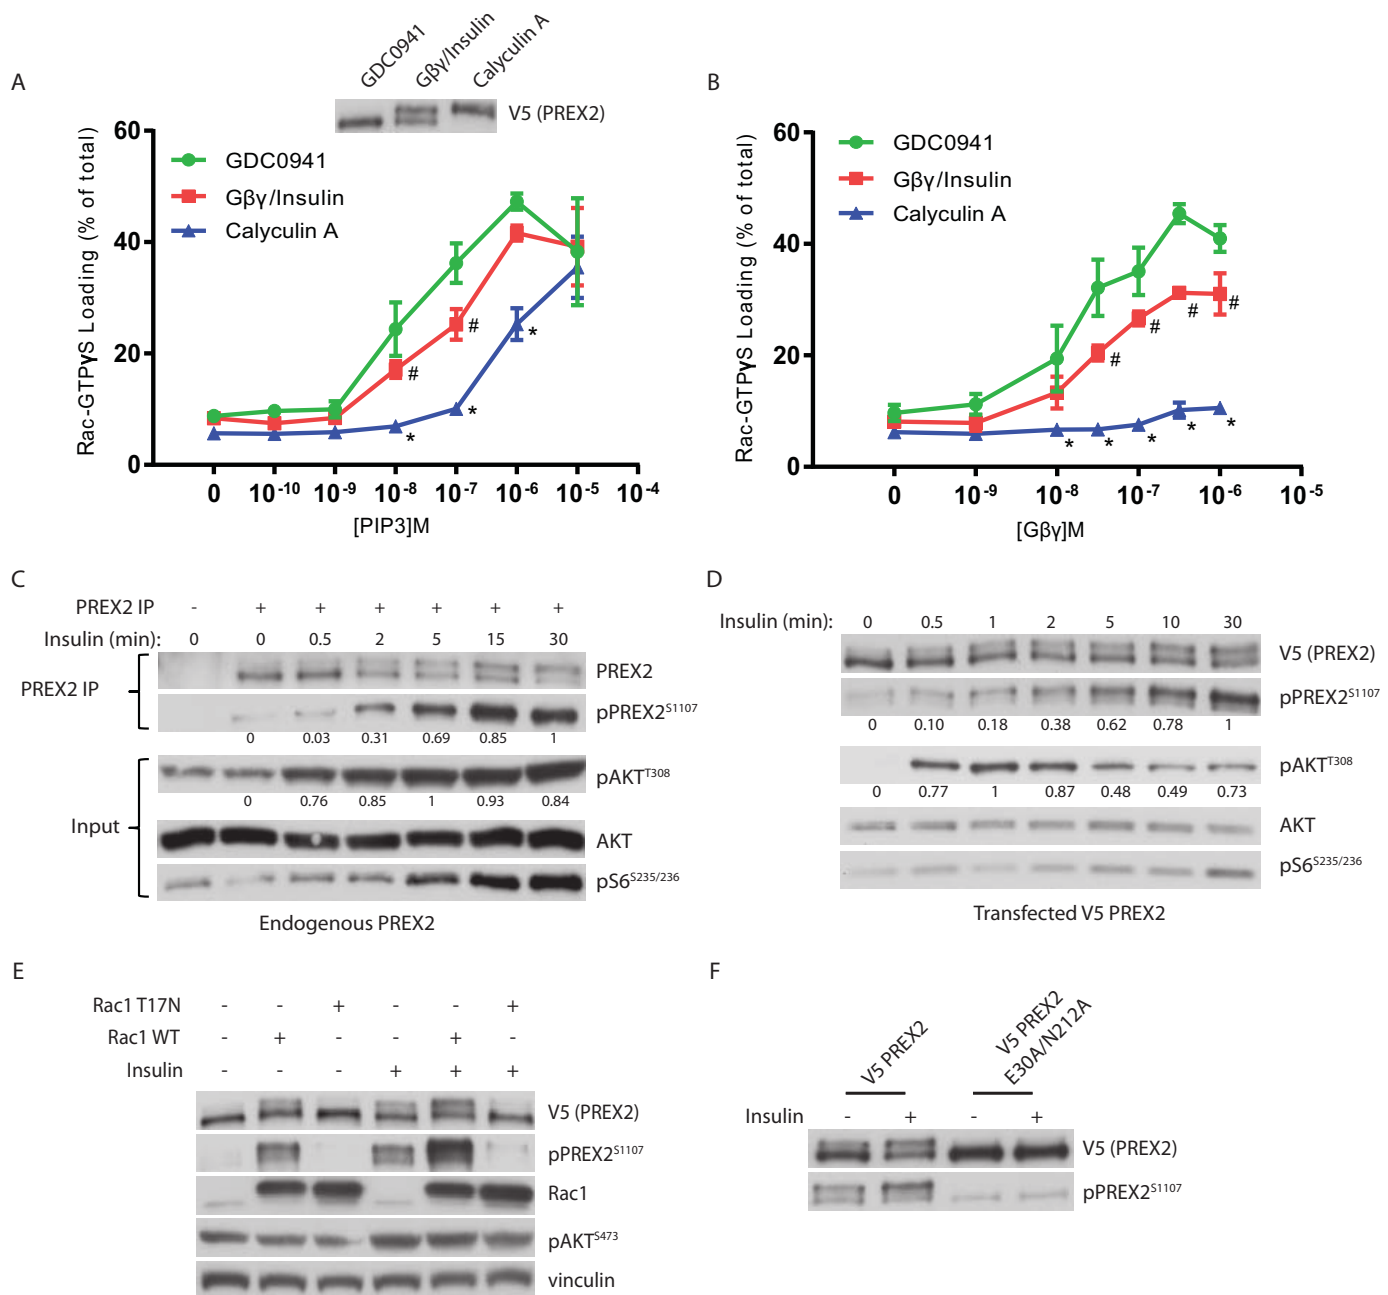 A
GDC0941
Gβγ/Insulin
Calyculin A
V5 (PREX2)
Rac-GTPγS Loading (% of total)
60
40
20
0
GDC0941
Gβγ/Insulin
Calyculin A
#
#
*
*
*
0 10-10 10-9 10-8 10-7 10-6 10-5 10-4
[PIP3]M
B
Rac-GTPγS Loading (% of total)
60
40
20
0
GDC0941
Gβγ/Insulin
Calyculin A
# # # #
* * * * *
0 10-9 10-8 10-7 10-6 10-5
[Gβγ]M
C
PREX2 IP - + + + + + +
Insulin (min): 0 0 0.5 2 5 15 30
PREX2 IP
PREX2
pPREX2S1107
0 0.03 0.31 0.69 0.85 1
Input
pAKTT308
0 0.76 0.85 1 0.93 0.84
AKT
pS6S235/236
Endogenous PREX2
D
Insulin (min): 0 0.5 1 2 5 10 30
V5 (PREX2)
pPREX2S1107
0 0.10 0.18 0.38 0.62 0.78 1
pAKTT308
0 0.77 1 0.87 0.48 0.49 0.73
AKT
pS6S235/236
Transfected V5 PREX2
E
Rac1 T17N - - + - - +
Rac1 WT - + - - + -
Insulin - - - + + +
V5 (PREX2)
pPREX2S1107
Rac1
pAKTS473
vinculin
F
V5 PREX2
V5 PREX2
E30A/N212A
Insulin - + - +
V5 (PREX2)
pPREX2S1107